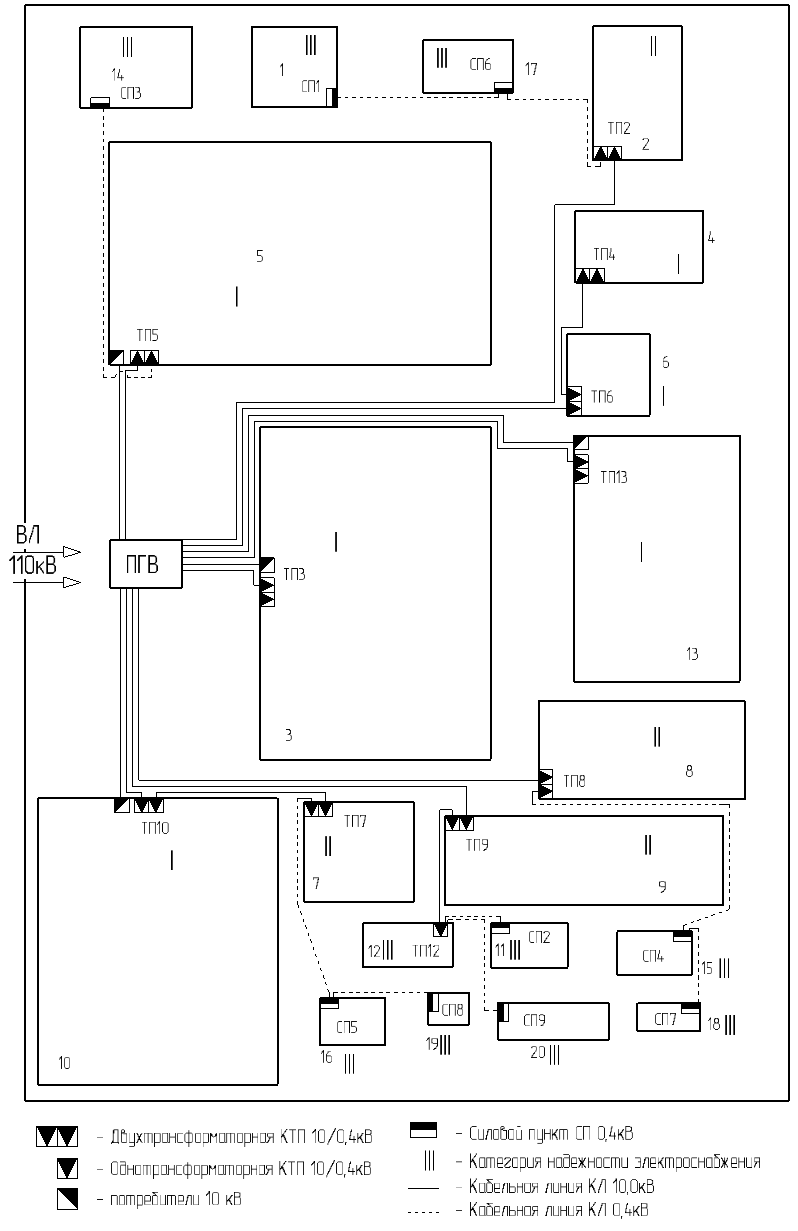 14
СП3
1
СП1
СП6
17
ТП2
2
4
ТП4
5
ТП5
6
ТП6
ТП13
ВЛ
110кВ
ПГВ
ТП3
13
3
8
ТП8
ТП10
ТП7
7
ТП9
9
12
ТП12
11
СП2
СП4
15
СП5
16
СП8
19
СП9
20
СП7
18
10
– Двухтрансформаторная КТП 10/0,4кВ
– Однотрансформаторная КТП 10/0,4кВ
– потребители 10 кВ
– Силовой пункт СП 0,4кВ
– Категория надежности электроснабжения
– Кабельная линия КЛ 10,0кВ
– Кабельная линия КЛ 0,4кВ